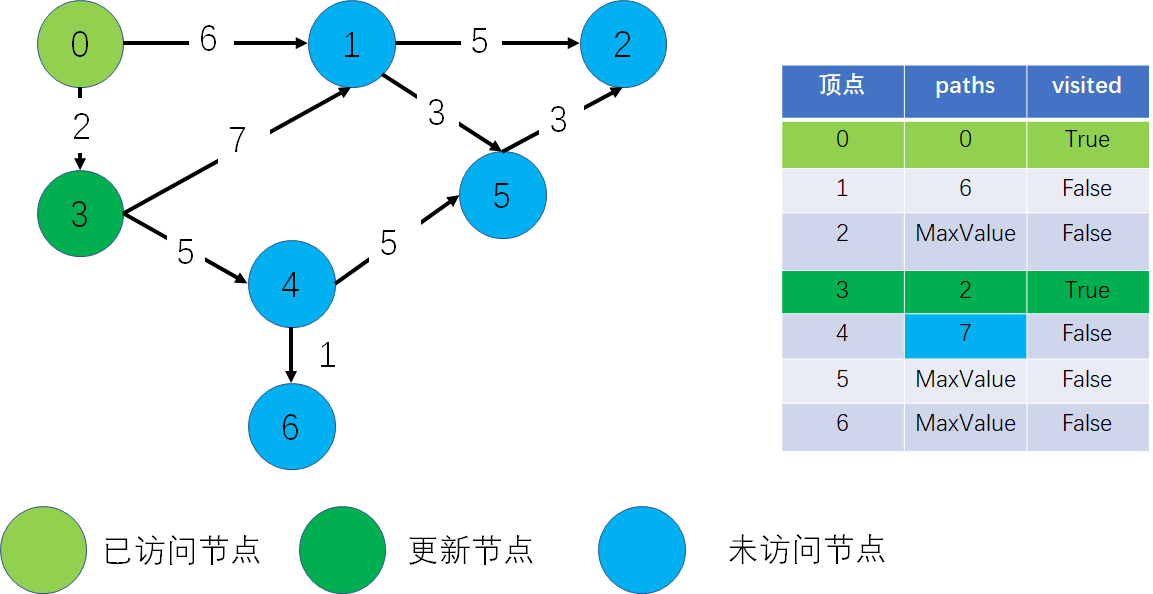 0
6
1
5
2
2
7
3
3
3
5
5
5
4
1
6
顶点 paths visited
0 0 True
1 6 False
2 MaxValue False
3 2 True
4 7 False
5 MaxValue False
6 MaxValue False
已访问节点 更新节点 未访问节点